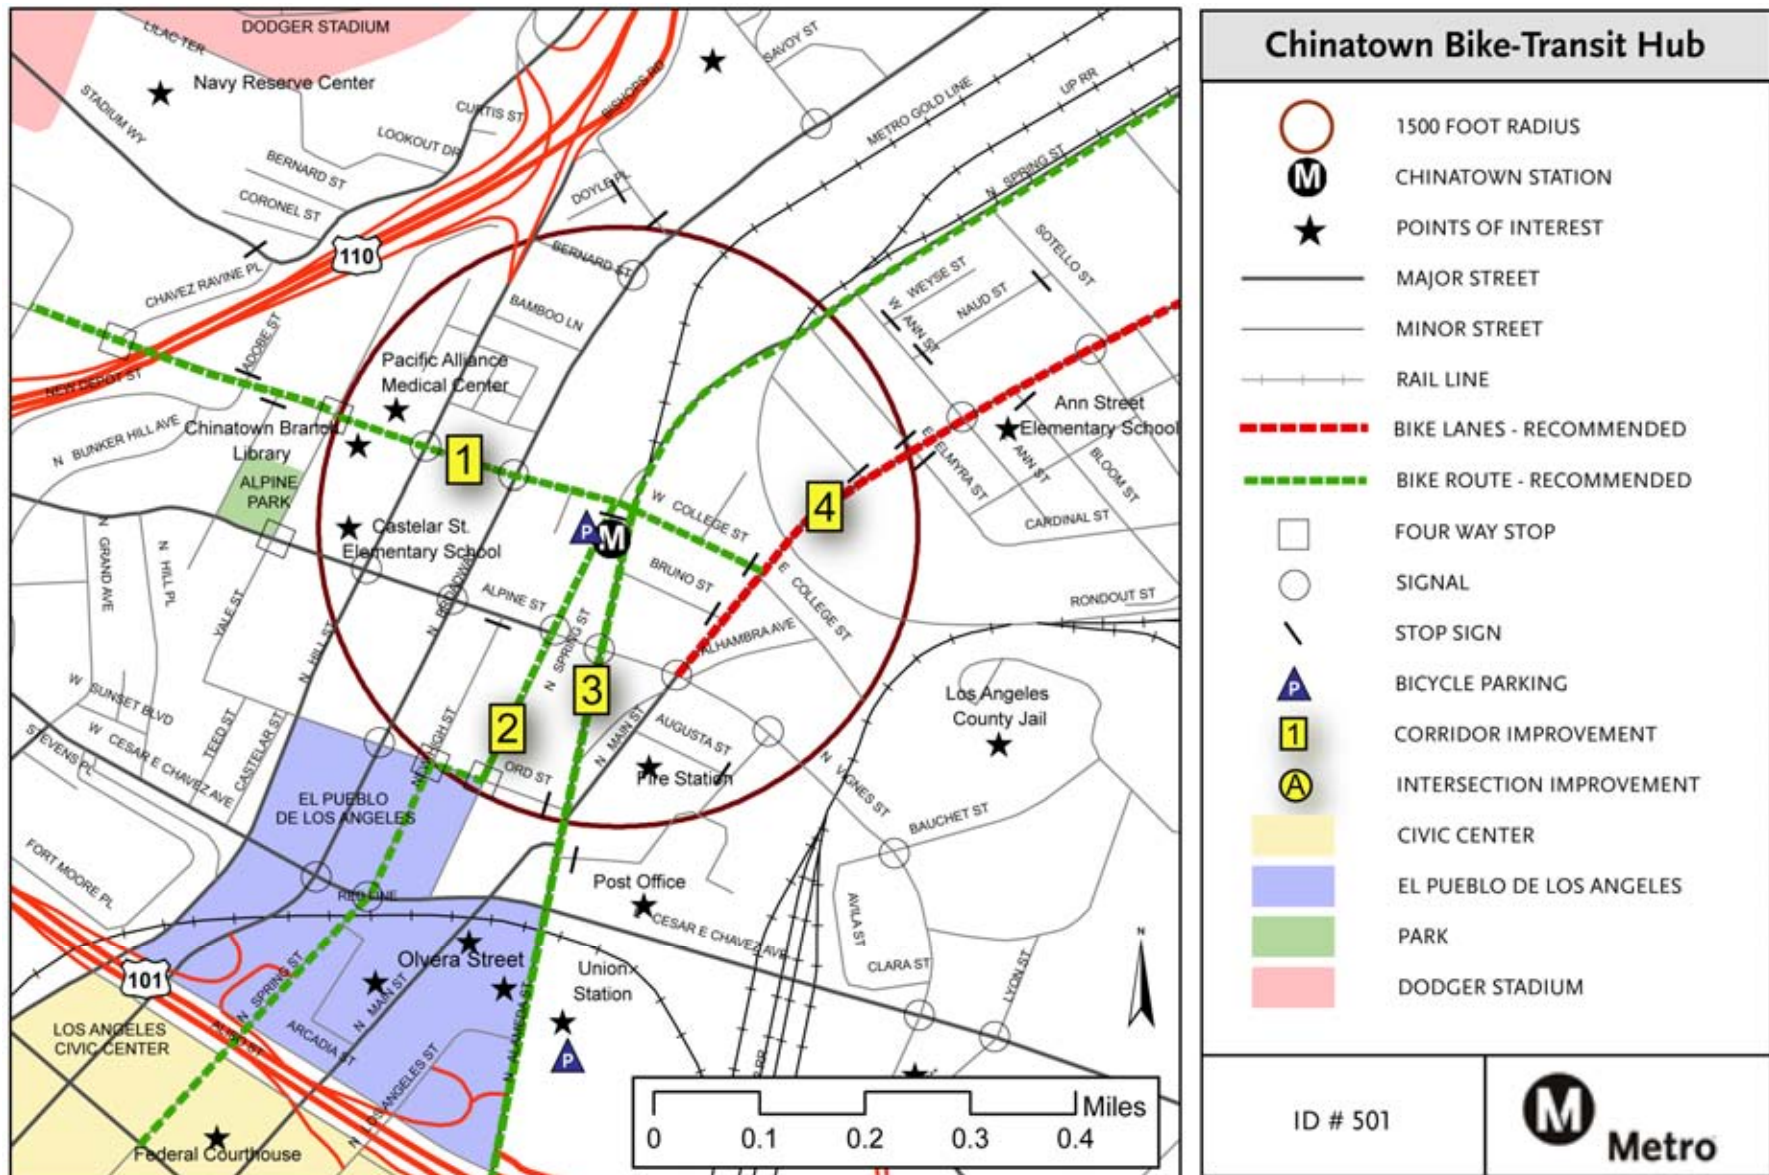 DODGER STADIUM
LILAC TER
Navy Reserve Center
STADIUM WY
CURTIS ST
LOOKOUT DR
BISHOPS RD
SAVOY ST
BERNARD ST
CORONEL ST
DOYLE PL
METRO GOLD LINE
UP RR
N SPRING ST
110
CHAVEZ RAVINE PL
BERNARD ST
BAMBOO LN
SOTELLO ST
WEYSE ST
NAUD ST
W ANN ST
ADOBE ST
NEW DEPOT ST
Pacific Alliance
Medical Center
N BUNKER HILL AVE
Chinatown Branch
Library
1
Ann Street
Elementary School
E ELMYRA ST
ANN ST
BLOOM ST
ALPINE
PARK
W COLLEGE ST
4
CARDINAL ST
Castelar St.
Elementary School
P
M
N GRAND AVE
N HILL PL
YALE ST
N HILL ST
N BROADWAY
ALPINE ST
BRUNO ST
E COLLEGE ST
RONDOUT ST
N SPRING ST
ALHAMBRA AVE
3
2
W SUNSET BLVD
W CESAR E CHAVEZ AVE
STEVENS PL
TEED ST
CASTELAR ST
NEW HIGH ST
ORD ST
N MAIN ST
AUGUSTA ST
N VIGNES ST
Los Angeles
County Jail
Fire Station
EL PUEBLO
DE LOS ANGELES
BAUCHET ST
FORT MOORE PL
RED LINE
Post Office
CESAR E CHAVEZ AVE
AVILA ST
CLARA ST
LYON ST
N
101
Olvera Street
Union
Station
N SPRING ST
N MAIN ST
N ALAMEDA ST
LOS ANGELES
CIVIC CENTER
ALISO ST
ARCADIA ST
N LOS ANGELES ST
P
RR
Federal Courthouse
Miles
0 0.1 0.2 0.3 0.4
Chinatown Bike-Transit Hub
1500 FOOT RADIUS
M CHINATOWN STATION
POINTS OF INTEREST
MAJOR STREET
MINOR STREET
RAIL LINE
BIKE LANES - RECOMMENDED
BIKE ROUTE - RECOMMENDED
FOUR WAY STOP
SIGNAL
STOP SIGN
P BICYCLE PARKING
1 CORRIDOR IMPROVEMENT
A INTERSECTION IMPROVEMENT
CIVIC CENTER
EL PUEBLO DE LOS ANGELES
PARK
DODGER STADIUM
ID # 501
M Metro